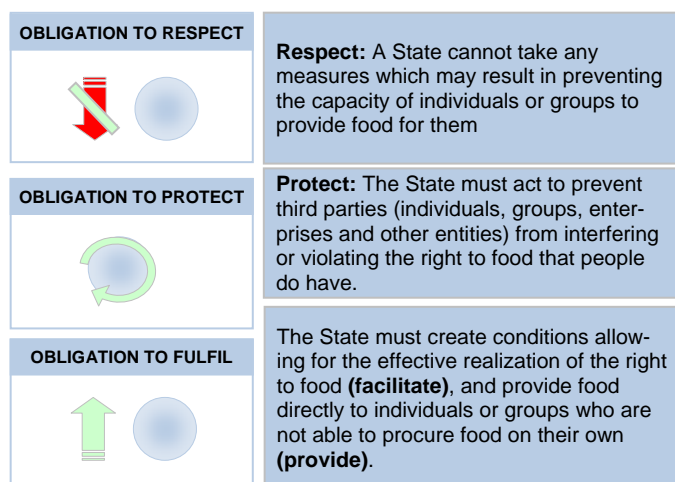 OBLIGATION TO RESPECT
Respect: A State cannot take any
measures which may result in preventing
the capacity of individuals or groups to
provide food for them
OBLIGATION TO PROTECT
Protect: The State must act to prevent
third parties (individuals, groups, enter-
prises and other entities) from interfering
or violating the right to food that people
do have.
OBLIGATION TO FULFIL
The State must create conditions allow-
ing for the effective realization of the right
to food (facilitate), and provide food
directly to individuals or groups who are
not able to procure food on their own
(provide).